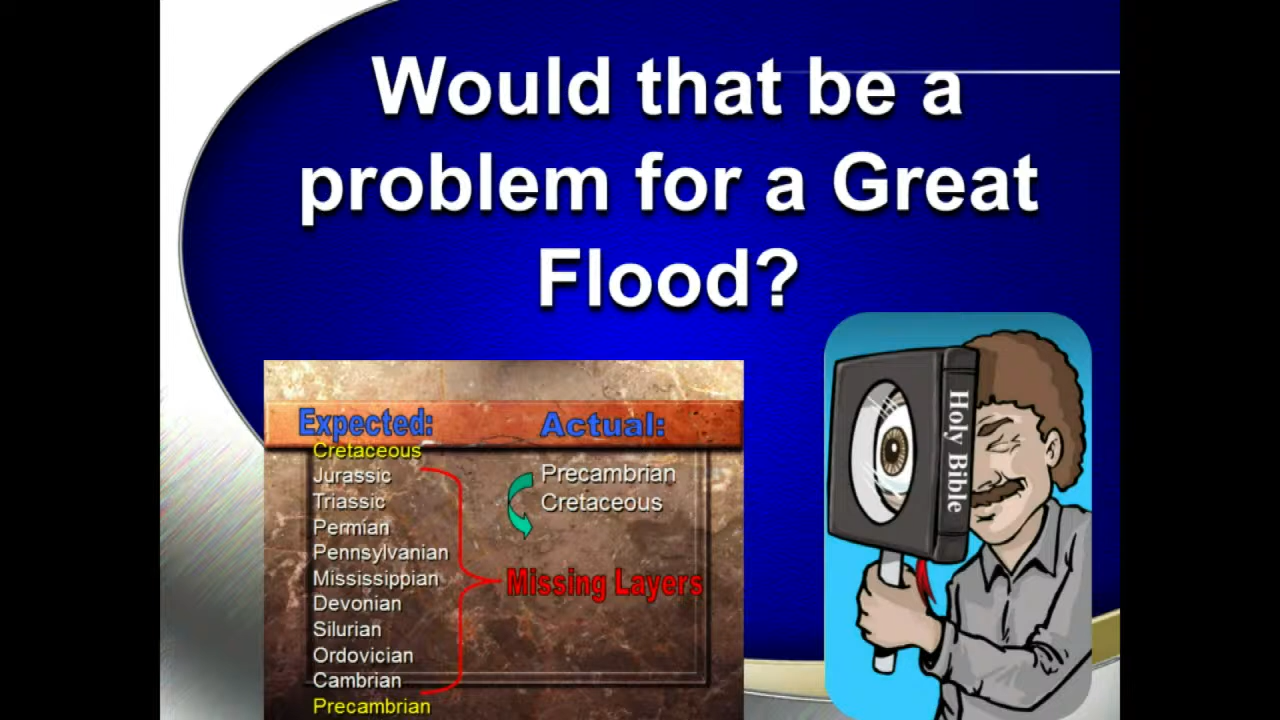 Would that be a
problem for a Great
Flood?
Expected:
Cretaceous
Jurassic
Triassic
Permian
Pennsylvanian
Mississippian
Devonian
Silurian
Ordovician
Cambrian
Precambrian
Actual:
Precambrian
Cretaceous
Missing Layers
Holy Bible